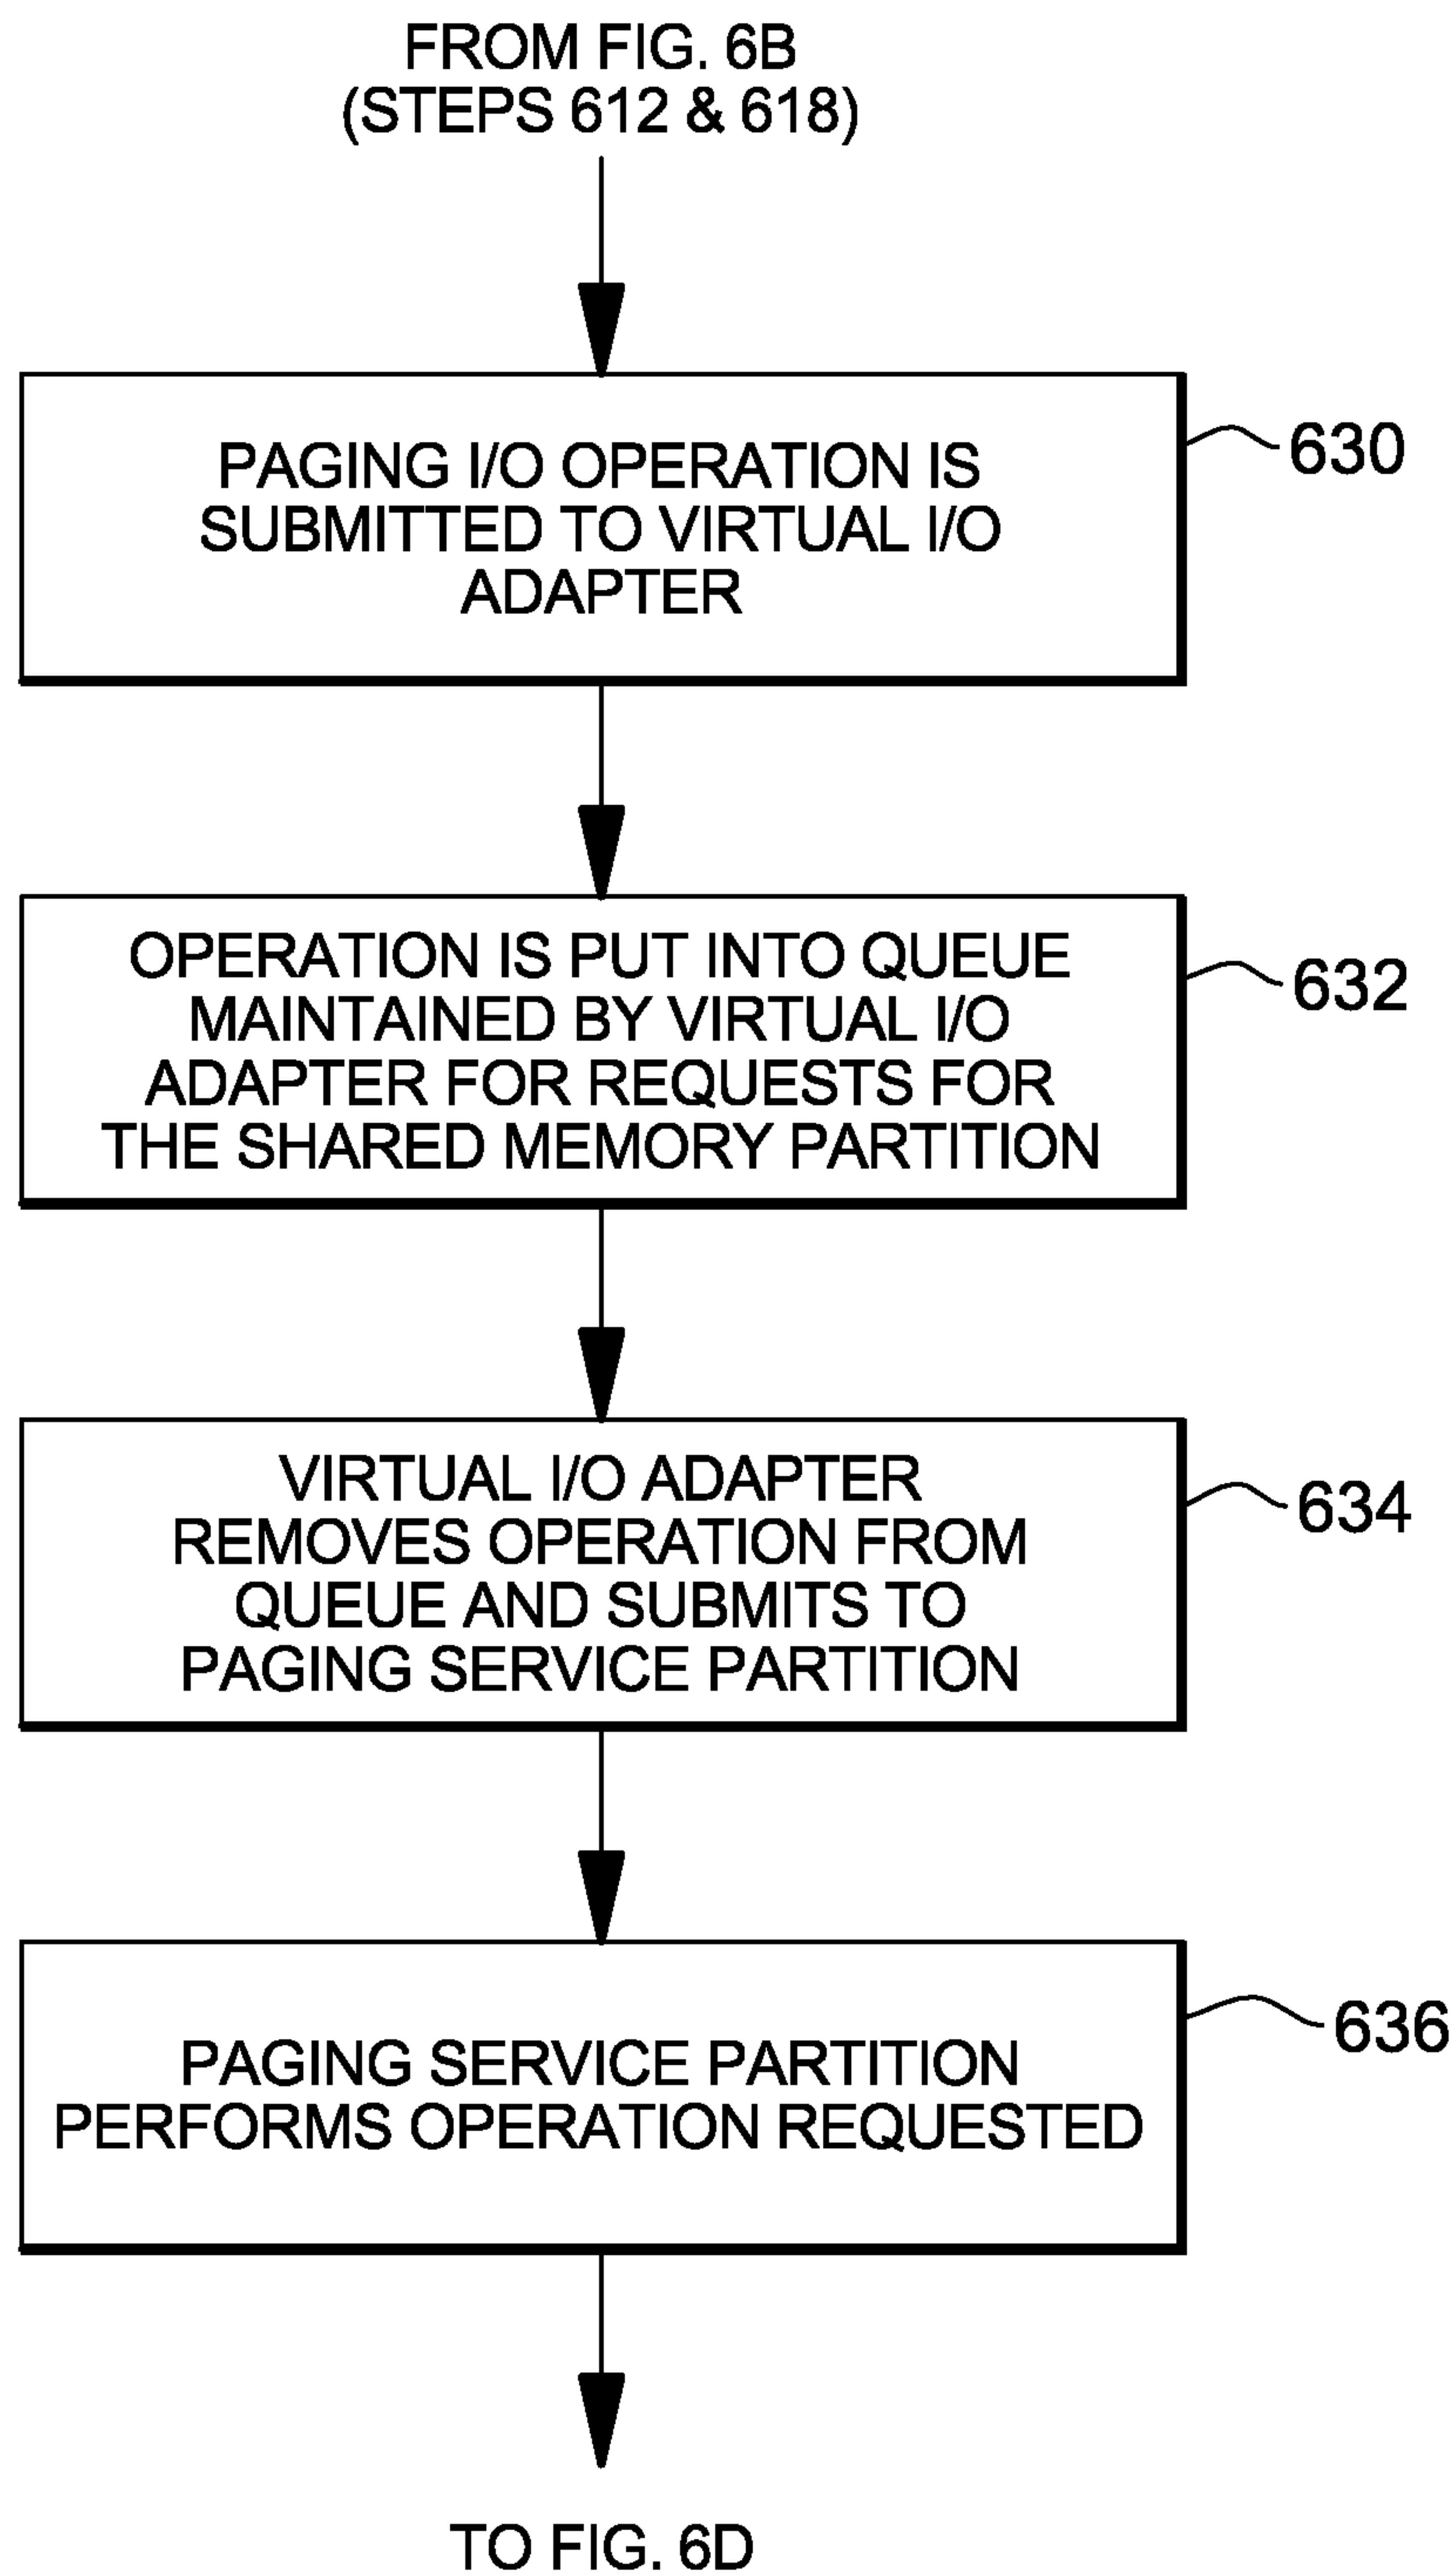 FROM FIG. 6B
(STEPS 612 & 618)
PAGING I/O OPERATION IS
SUBMITTED TO VIRTUAL I/O
ADAPTER
630
OPERATION IS PUT INTO QUEUE
MAINTAINED BY VIRTUAL I/O
ADAPTER FOR REQUESTS FOR
THE SHARED MEMORY PARTITION
632
VIRTUAL I/O ADAPTER
REMOVES OPERATION FROM
QUEUE AND SUBMITS TO
PAGING SERVICE PARTITION
634
PAGING SERVICE PARTITION
PERFORMS OPERATION REQUESTED
636
TO FIG. 6D